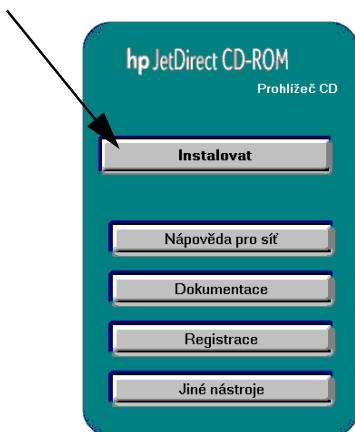 hp JetDirect CD-ROM
Prohlížeč CD
Instalovat
Nápověda pro síť
Dokumentace
Registrace
Jiné nástroje